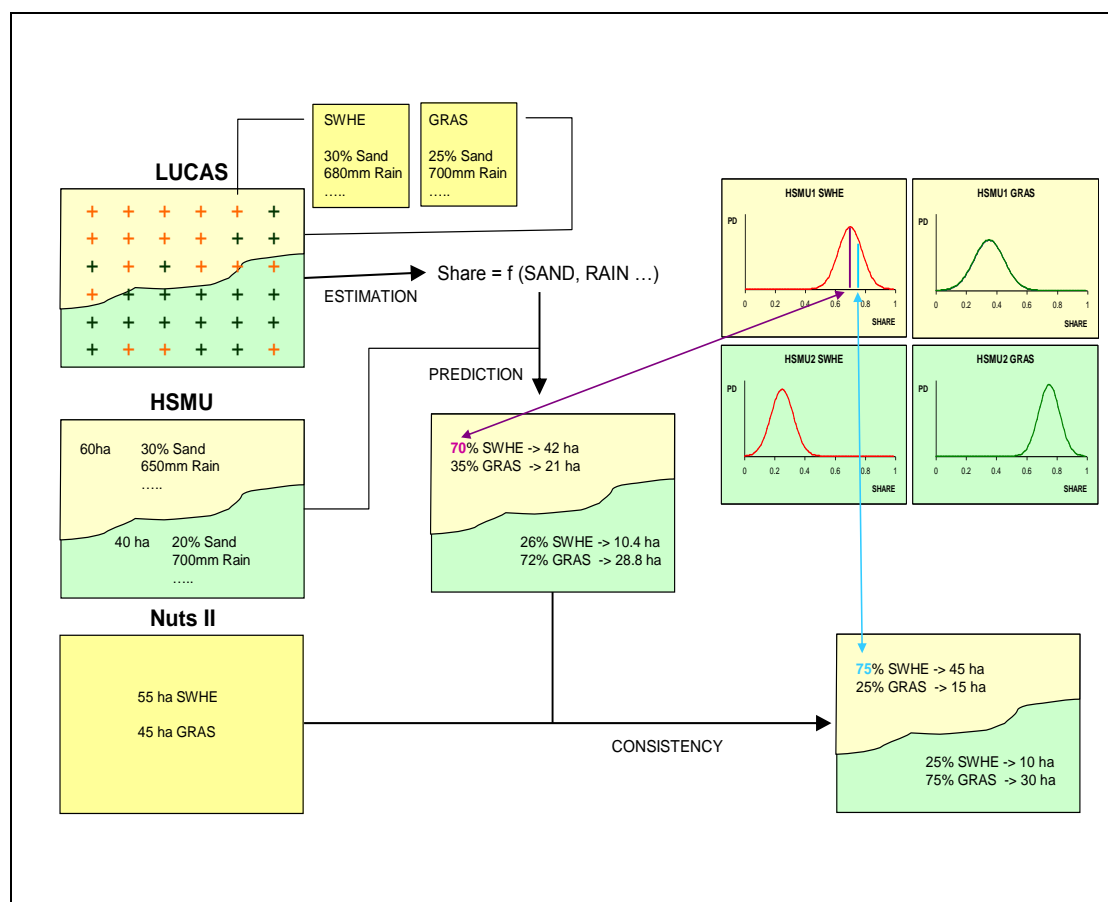 SWHE
30% Sand
680mm Rain
.....
GRAS
25% Sand
700mm Rain
.....
LUCAS
ESTIMATION
Share = f (SAND, RAIN ...)
HSMU1 SWHE
PD
0
0.2
0.4
0.6
0.8
1
SHARE
HSMU1 GRAS
0
0.2
0.4
0.6
0.8
1
SHARE
HSMU2 SWHE
PD
0
0.2
0.4
0.6
0.8
1
SHARE
HSMU2 GRAS
0
0.2
0.4
0.6
0.8
1
SHARE
PREDICTION
HSMU
60ha
30% Sand
650mm Rain
.....
40 ha
20% Sand
700mm Rain
.....
70% SWHE -> 42 ha
35% GRAS -> 21 ha
26% SWHE -> 10.4 ha
72% GRAS -> 28.8 ha
Nuts II
55 ha SWHE
45 ha GRAS
CONSISTENCY
75% SWHE -> 45 ha
25% GRAS -> 15 ha
25% SWHE -> 10 ha
75% GRAS -> 30 ha